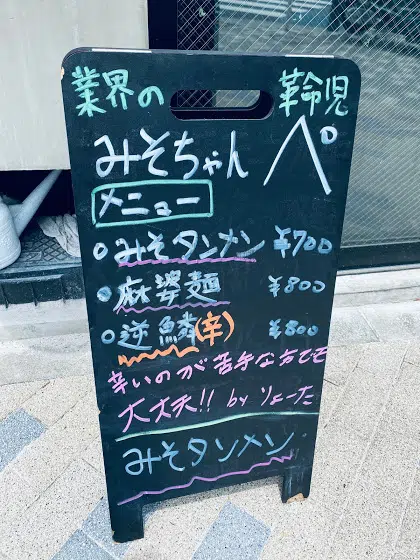 業界の 革命児
みそちゃん ペ
メニュー
みそタンメン ¥700
麻婆麺 ¥800
逆鱗(辛) ¥800
辛いのが苦手な方でも
大丈夫!! by りょーた
みそタンメン